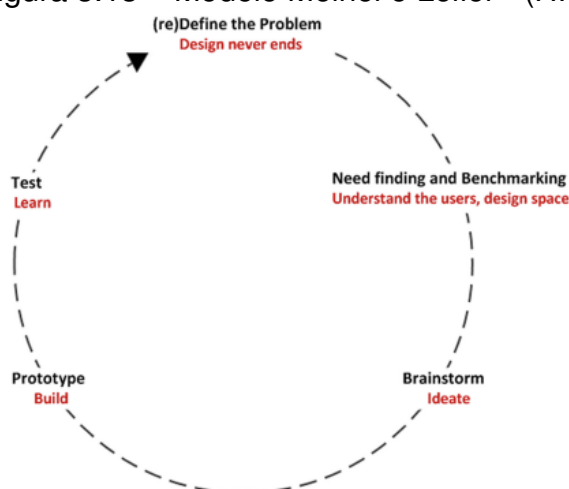 (re)Define the Problem
Design never ends
Need finding and Benchmarking
Understand the users, design space
Brainstorm
Ideate
Prototype
Build
Test
Learn